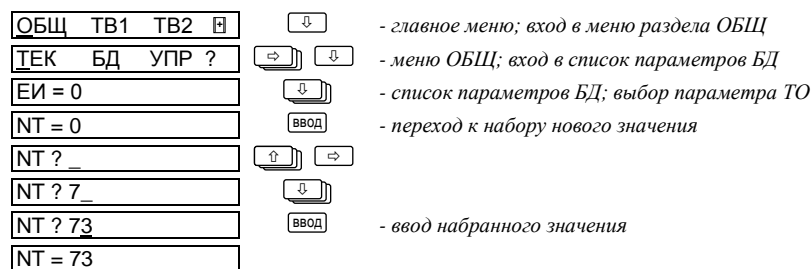 ОБЩ ТВ1 ТВ2 ⇩ - главное меню; вход в меню раздела ОБЩ
ТЕК БД УПР ? ⇨ ⇩ - меню ОБЩ; вход в список параметров БД
ЕИ = 0 ⇩ - список параметров БД; выбор параметра ТО
NT = 0 ВВОД - переход к набору нового значения
NT ? _ ⇧ ⇨
NT ? 7_ ⇩
NT ? 73 ВВОД - ввод набранного значения
NT = 73